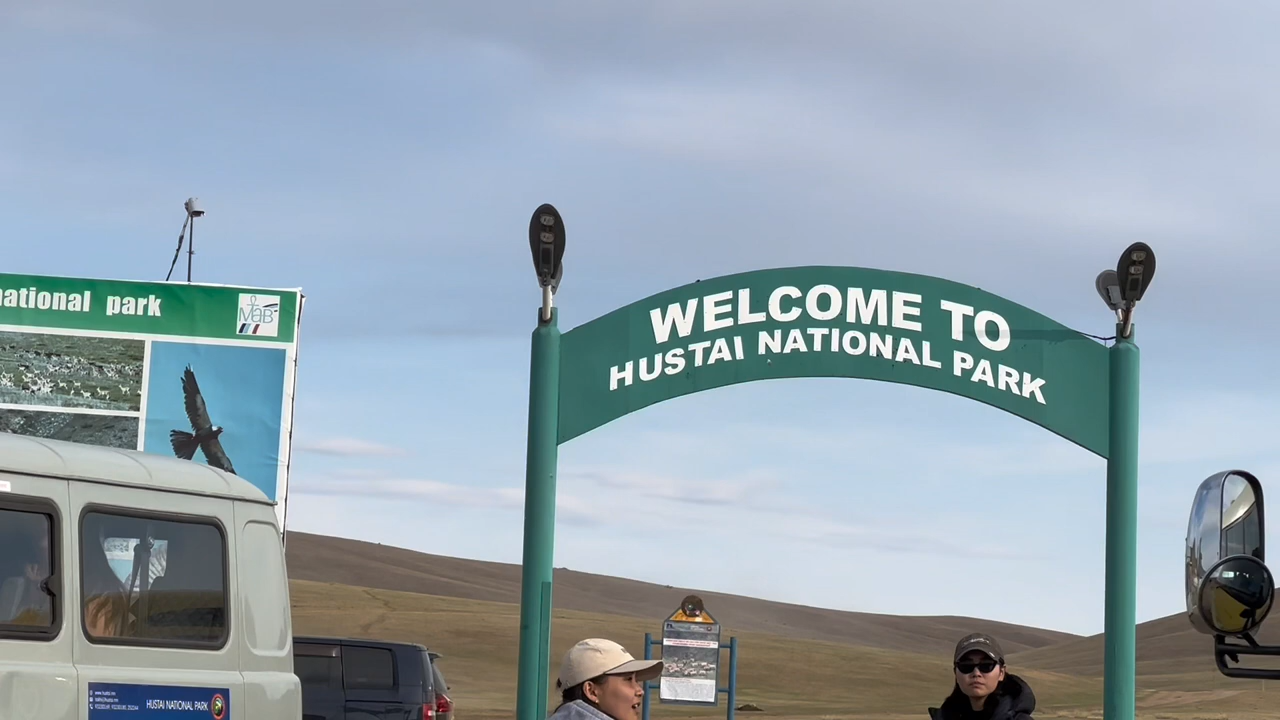 national park
MaB
WELCOME TO
HUSTAI NATIONAL PARK
HUSTAI NATIONAL PARK